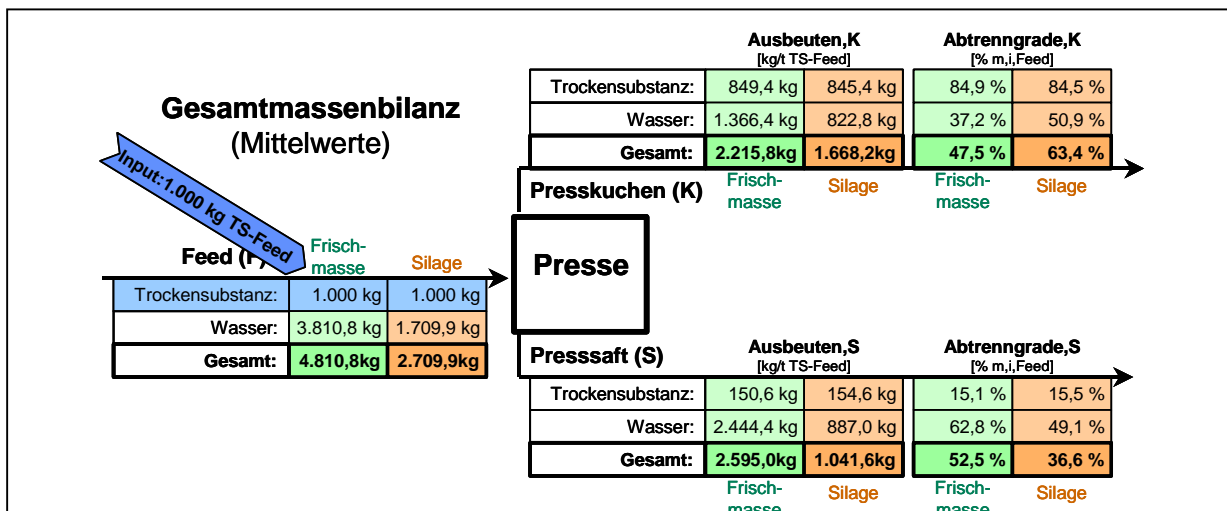 Gesamtmassenbilanz
(Mittelwerte)
Input:1.000 kg TS-Feed
Feed (F)
Frisch-
masse
Silage
Trockensubstanz: 1.000 kg 1.000 kg
Wasser: 3.810,8 kg 1.709,9 kg
Gesamt: 4.810,8kg 2.709,9kg
Presse
Ausbeuten,K Abtrenngrade,K
[kg/t TS-Feed] [% m,i,Feed]
Trockensubstanz: 849,4 kg 845,4 kg 84,9 % 84,5 %
Wasser: 1.366,4 kg 822,8 kg 37,2 % 50,9 %
Gesamt: 2.215,8kg 1.668,2kg 47,5 % 63,4 %
Presskuchen (K)
Frisch-
masse
Silage
Frisch-
masse
Silage
Presssaft (S)
Ausbeuten,S Abtrenngrade,S
[kg/t TS-Feed] [% m,i,Feed]
Trockensubstanz: 150,6 kg 154,6 kg 15,1 % 15,5 %
Wasser: 2.444,4 kg 887,0 kg 62,8 % 49,1 %
Gesamt: 2.595,0kg 1.041,6kg 52,5 % 36,6 %
Frisch-
masse
Silage
Frisch-
masse
Silage